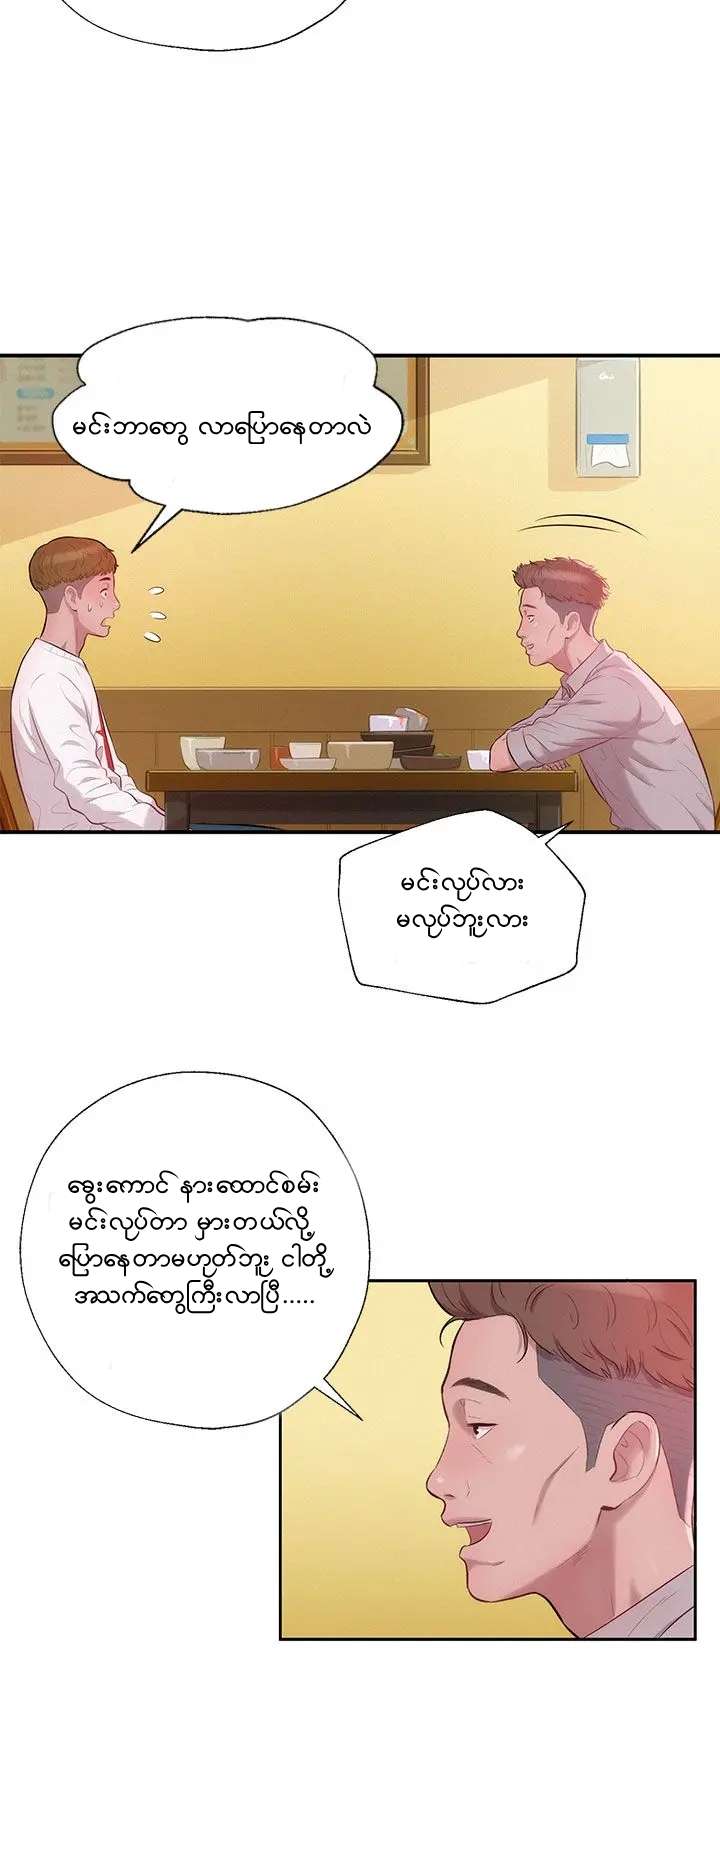 မင်းဘာတွေ လာပြောနေတာလဲ
မင်းလုပ်လား
မလုပ်ဘူးလား
ခွေးကောင် နားထောင်စမ်း
မင်းလုပ်တာ မှားတယ်လို့
ပြောနေတာမဟုတ်ဘူး ငါတို့
အသက်တွေကြီးလာပြီ.....